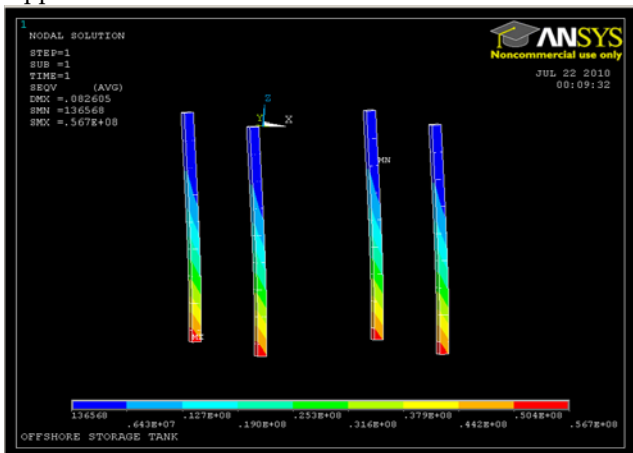 1
NODAL SOLUTION
STEP=1
SUB =1
TIME=1
SEQV (AVG)
DMX =.082605
SMN =136568
SMX =.567E+08
ANSYS
Noncommercial use only
JUL 22 2010
00:09:32
Z
Y X
MN
136568 .127E+08 .253E+08 .379E+08 .504E+08
.643E+07 .190E+08 .316E+08 .442E+08 .567E+08
OFFSHORE STORAGE TANK